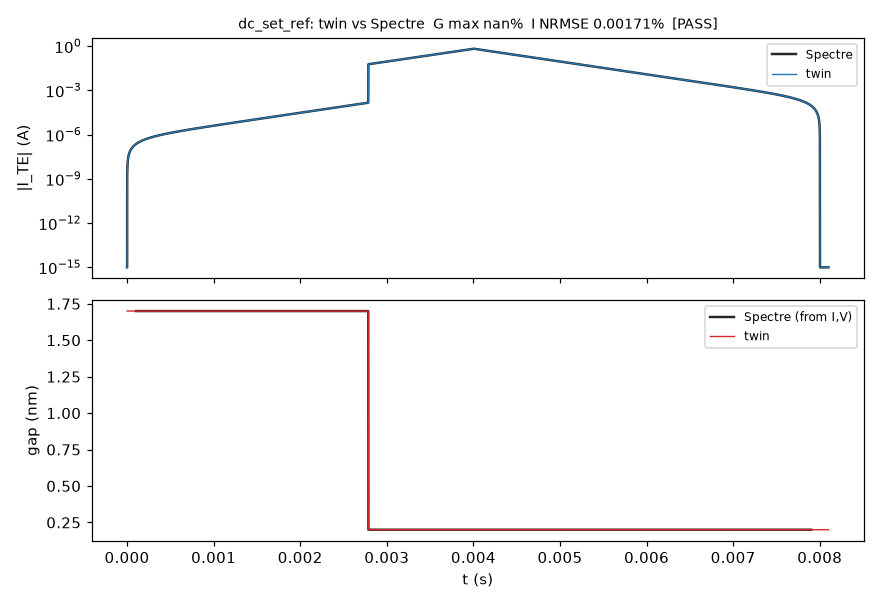 dc_set_ref: twin vs Spectre  G max nan%  I NRMSE 0.00171%  [PASS]
|I_TE| (A)
10^0
10^−3
10^−6
10^−9
10^−12
10^−15
Spectre
twin
gap (nm)
1.75
1.50
1.25
1.00
0.75
0.50
0.25
Spectre (from I,V)
twin
0.000 0.001 0.002 0.003 0.004 0.005 0.006 0.007 0.008
t (s)